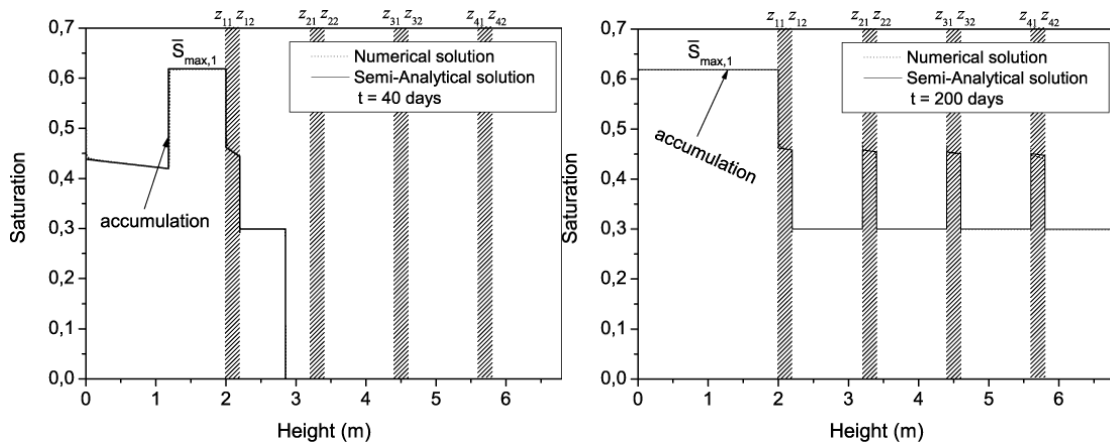 z11 z12 z21 z22 z31 z32 z41 z42
0,7
0,6
0,5
0,4
0,3
0,2
0,1
0,0
Saturation
S̅max,1
accumulation
Numerical solution
Semi-Analytical solution
t = 40 days
0 1 2 3 4 5 6
Height (m)
z11 z12 z21 z22 z31 z32 z41 z42
0,7
0,6
0,5
0,4
0,3
0,2
0,1
0,0
Saturation
S̅max,1
accumulation
Numerical solution
Semi-Analytical solution
t = 200 days
0 1 2 3 4 5 6
Height (m)